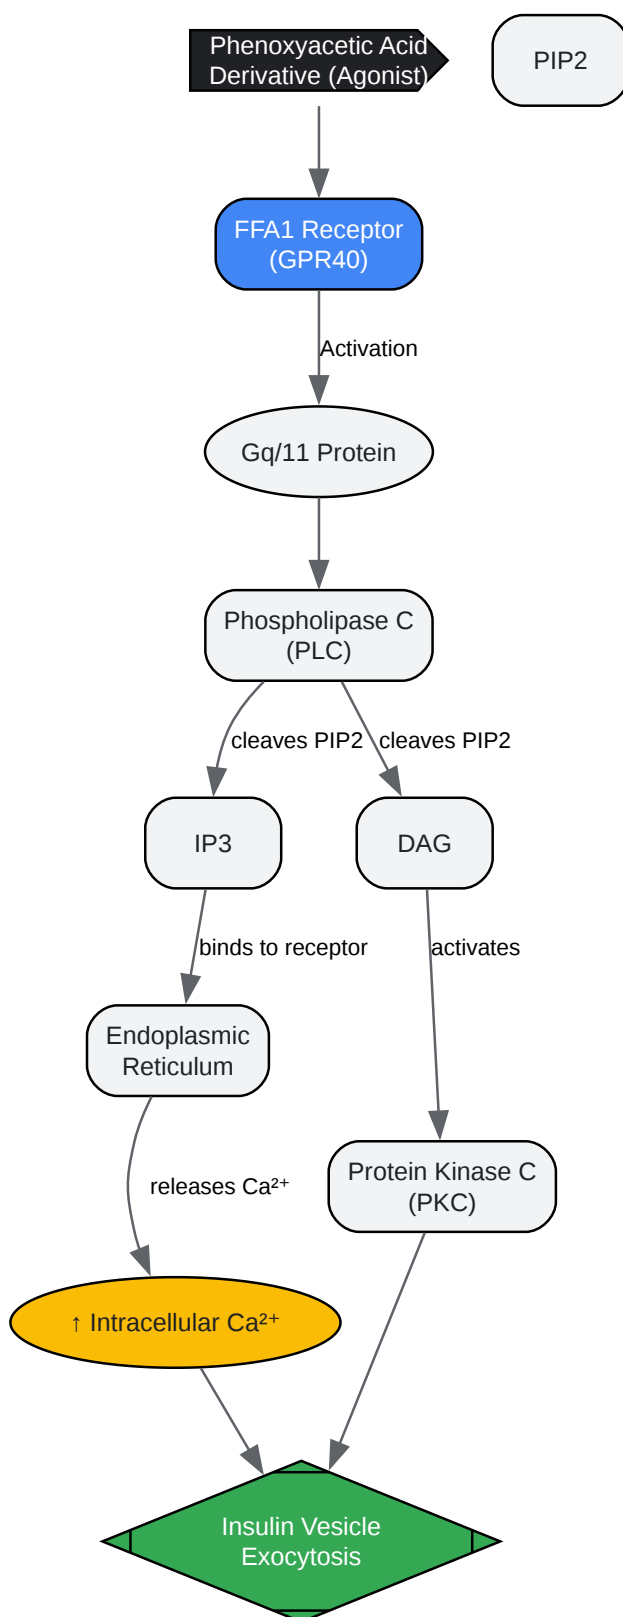 Phenoxyacetic Acid
Derivative (Agonist)
PIP2
FFA1 Receptor
(GPR40)
Activation
Gq/11 Protein
Phospholipase C
(PLC)
cleaves PIP2
cleaves PIP2
IP3
DAG
binds to receptor
activates
Endoplasmic
Reticulum
Protein Kinase C
(PKC)
releases Ca²⁺
↑ Intracellular Ca²⁺
Insulin Vesicle
Exocytosis